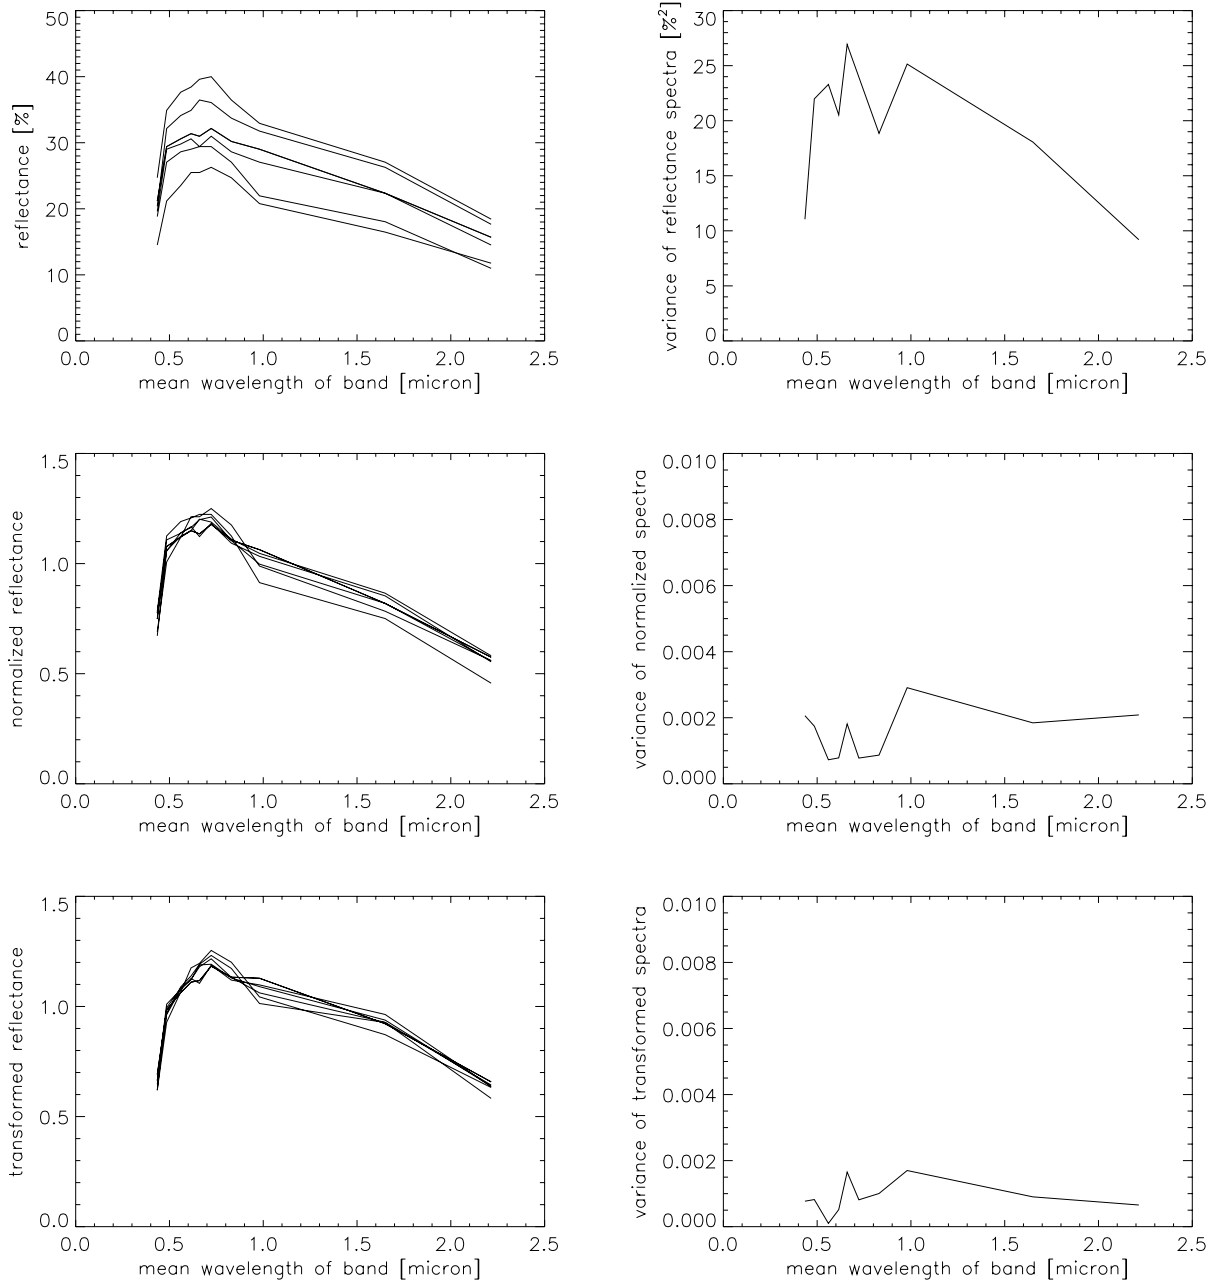 50
40
30
20
10
0
reflectance [%]
0.0 0.5 1.0 1.5 2.0 2.5
mean wavelength of band [micron]
30
25
20
15
10
5
0
variance of reflectance spectra [%²]
0.0 0.5 1.0 1.5 2.0 2.5
mean wavelength of band [micron]
1.5
1.0
0.5
0.0
normalized reflectance
0.0 0.5 1.0 1.5 2.0 2.5
mean wavelength of band [micron]
0.010
0.008
0.006
0.004
0.002
0.000
variance of normalized spectra
0.0 0.5 1.0 1.5 2.0 2.5
mean wavelength of band [micron]
1.5
1.0
0.5
0.0
transformed reflectance
0.0 0.5 1.0 1.5 2.0 2.5
mean wavelength of band [micron]
0.010
0.008
0.006
0.004
0.002
0.000
variance of transformed spectra
0.0 0.5 1.0 1.5 2.0 2.5
mean wavelength of band [micron]